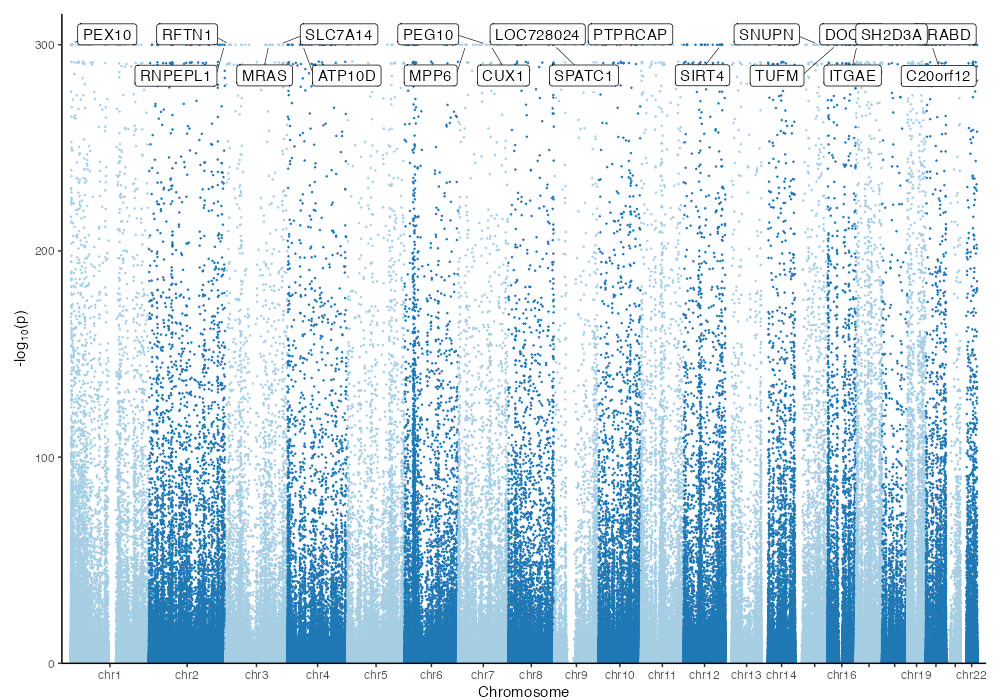 PEX10 RFTN1 SLC7A14 PEG10 LOC728024 PTPRCAP SNUPN DOC SH2D3A RABD
300
RNPEPL1 MRAS ATP10D MPP6 CUX1 SPATC1 SIRT4 TUFM ITGAE C20orf12
200
-log10(p)
100
0
chr1 chr2 chr3 chr4 chr5 chr6 chr7 chr8 chr9 chr10 chr11 chr12 chr13 chr14 chr16 chr19 chr22
Chromosome